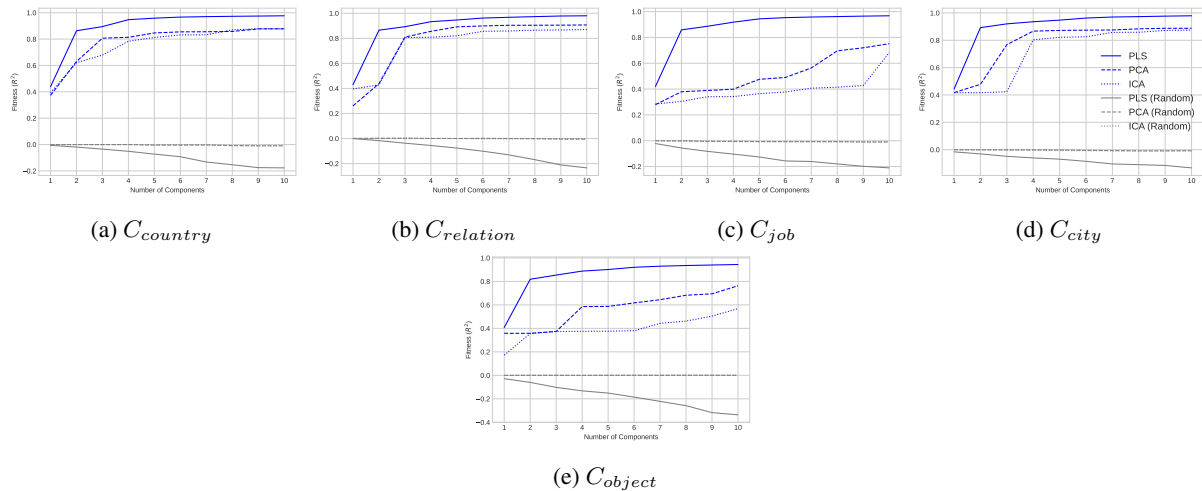 1.0
0.8
0.6
0.4
0.2
0.0
−0.2
Fitness (R²)
1 2 3 4 5 6 7 8 9 10
Number of Components
(a) C_country
1.0
0.8
0.6
0.4
0.2
0.0
−0.2
Fitness (R²)
1 2 3 4 5 6 7 8 9 10
Number of Components
(b) C_relation
1.0
0.8
0.6
0.4
0.2
0.0
−0.2
Fitness (R²)
1 2 3 4 5 6 7 8 9 10
Number of Components
(c) C_job
1.0
0.8
0.6
0.4
0.2
0.0
−0.2
Fitness (R²)
PLS
PCA
ICA
PLS (Random)
PCA (Random)
ICA (Random)
1 2 3 4 5 6 7 8 9 10
Number of Components
(d) C_city
1.0
0.8
0.6
0.4
0.2
0.0
−0.2
−0.4
Fitness (R²)
1 2 3 4 5 6 7 8 9 10
Number of Components
(e) C_object